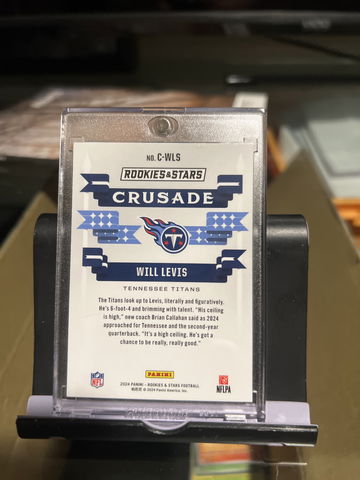 NO. C-WLS
ROOKIES & STARS
CRUSADE
T
WILL LEVIS
TENNESSEE TITANS
The Titans look up to Levis, literally and figuratively.
He's 6-foot-4 and brimming with talent. "His ceiling
is high," new coach Brian Callahan said as 2024
approached for Tennessee and the second-year
quarterback. "It's a high ceiling. He's got a
chance to be really, really good."
NFL
PANINI
NFLPA
2024 PANINI - ROOKIES & STARS FOOTBALL
© 2024 Panini America, Inc.